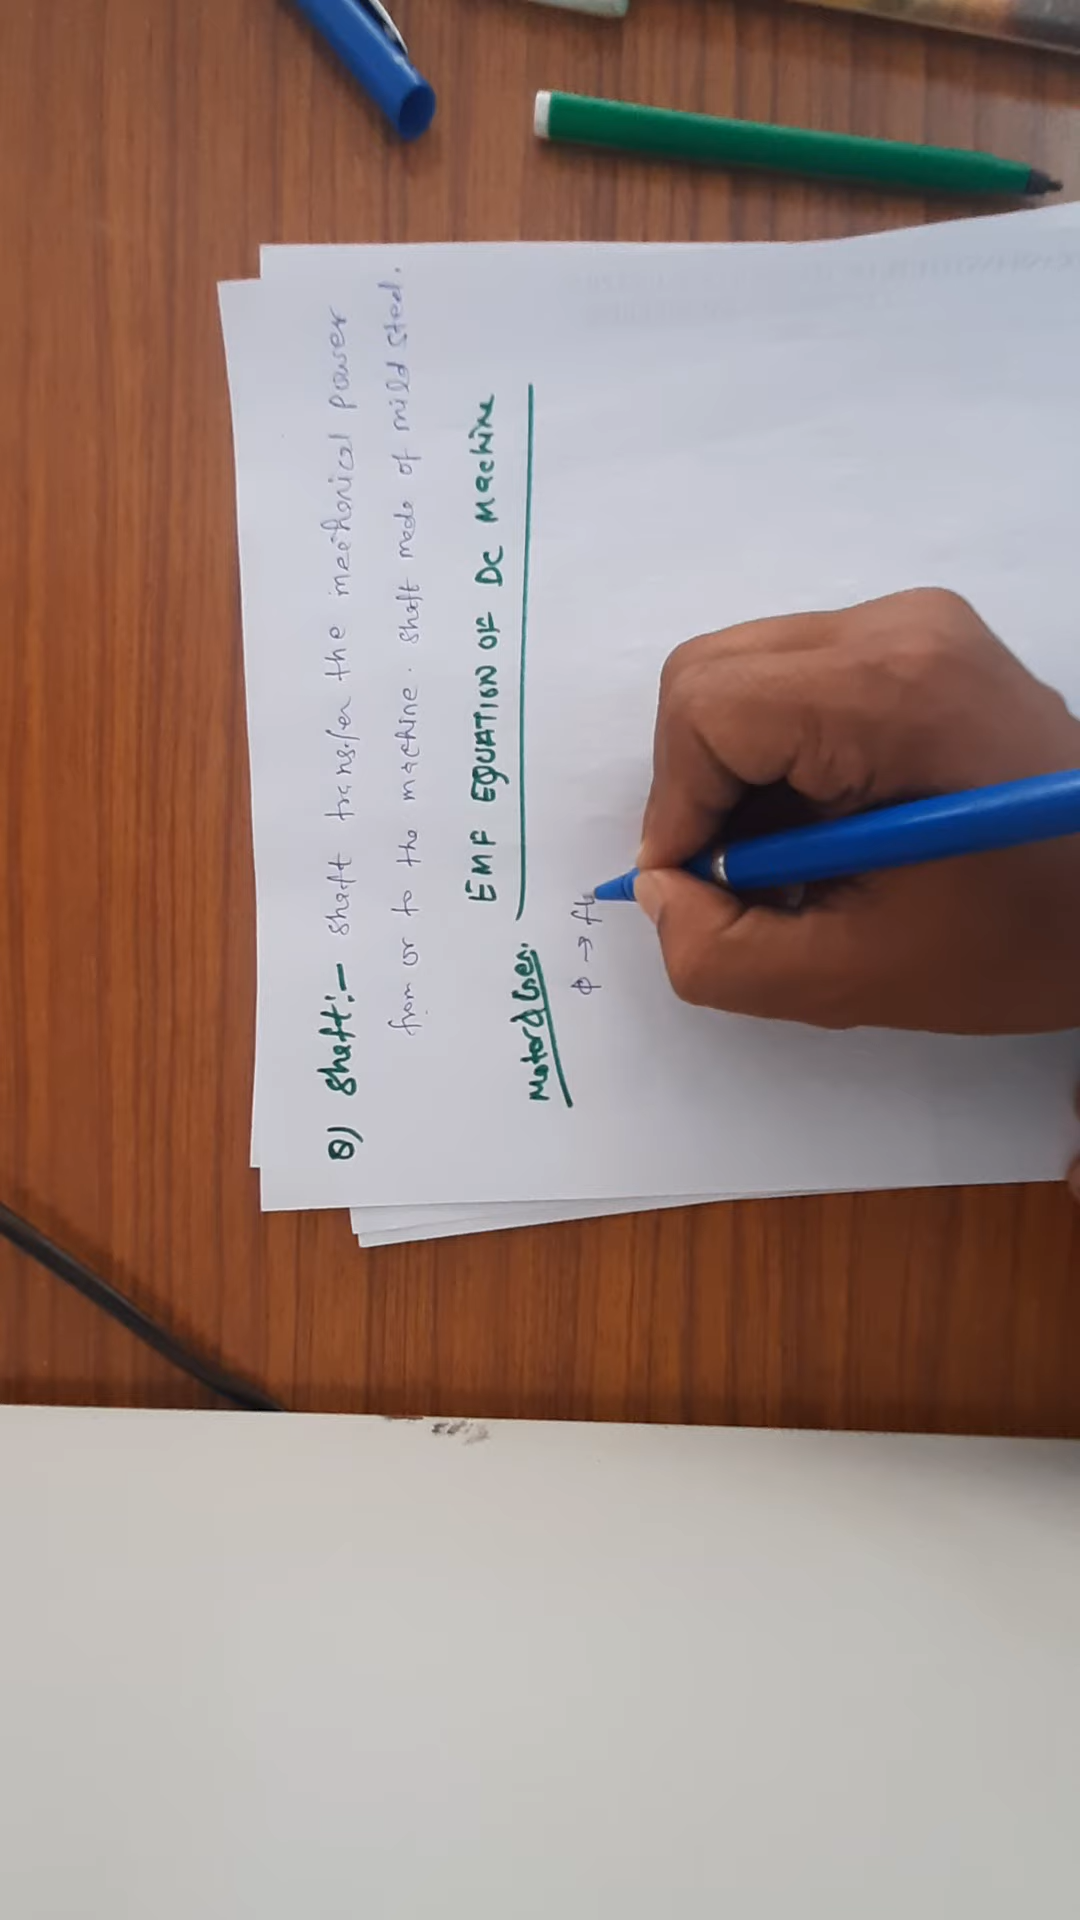 8) Shaft:- Shaft transfer the mechanical power
from or to the machine. Shaft made of mild steel.
EMF EQUATION OF DC Machine
Motor & Gen.
Φ → fl